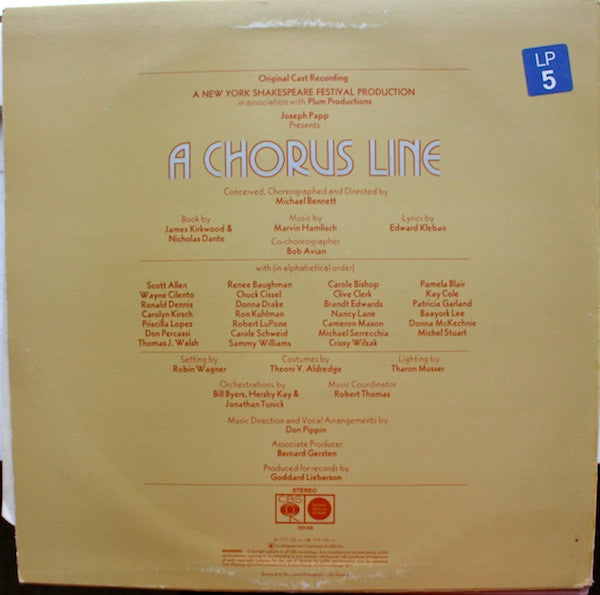 LP
5
Original Cast Recording
A NEW YORK SHAKESPEARE FESTIVAL PRODUCTION
in association with Plum Productions
Joseph Papp
Presents
A CHORUS LINE
Conceived, Choreographed and Directed by
Michael Bennett
Book by Music by Lyrics by
James Kirkwood & Marvin Hamlisch Edward Kleban
Nicholas Dante
Co-choreographer
Bob Avian
with (in alphabetical order)
Scott Allen Renee Baughman Carole Bishop Pamela Blair
Wayne Cilento Chuck Cissel Clive Clerk Kay Cole
Ronald Dennis Donna Drake Brandt Edwards Patricia Garland
Carolyn Kirsch Ron Kuhlman Nancy Lane Baayork Lee
Priscilla Lopez Robert LuPone Cameron Mason Donna McKechnie
Don Percassi Carole Schweid Michael Serrecchia Michel Stuart
Thomas J. Walsh Sammy Williams Crissy Wilzak
Setting by Costumes by Lighting by
Robin Wagner Theoni V. Aldredge Tharon Musser
Orchestrations by Music Coordinator
Bill Byers, Hershy Kay & Robert Thomas
Jonathan Tunick
Music Direction and Vocal Arrangements by
Don Pippin
Associate Producer
Bernard Gersten
Produced for records by
Goddard Lieberson
STEREO
CBS
70149